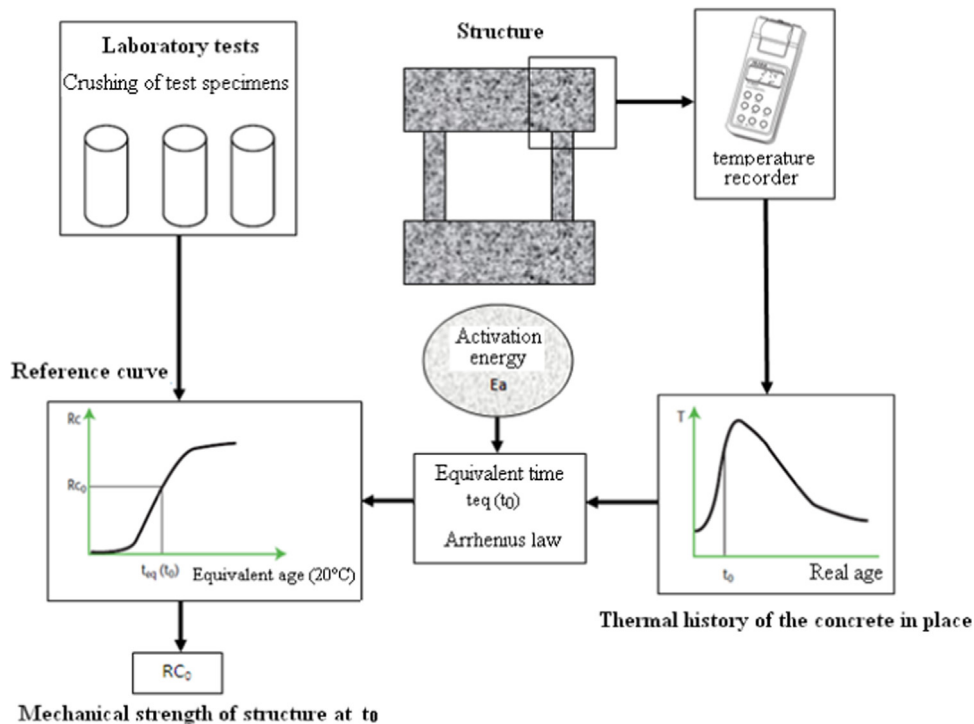 Laboratory tests
Crushing of test specimens
Structure
temperature
recorder
Activation
energy
Ea
Reference curve
Rc
Rc₀
t_eq (t₀)
Equivalent age (20°C)
Equivalent time
teq (t₀)
Arrhenius law
T
t₀
Real age
Thermal history of the concrete in place
RC₀
Mechanical strength of structure at t₀